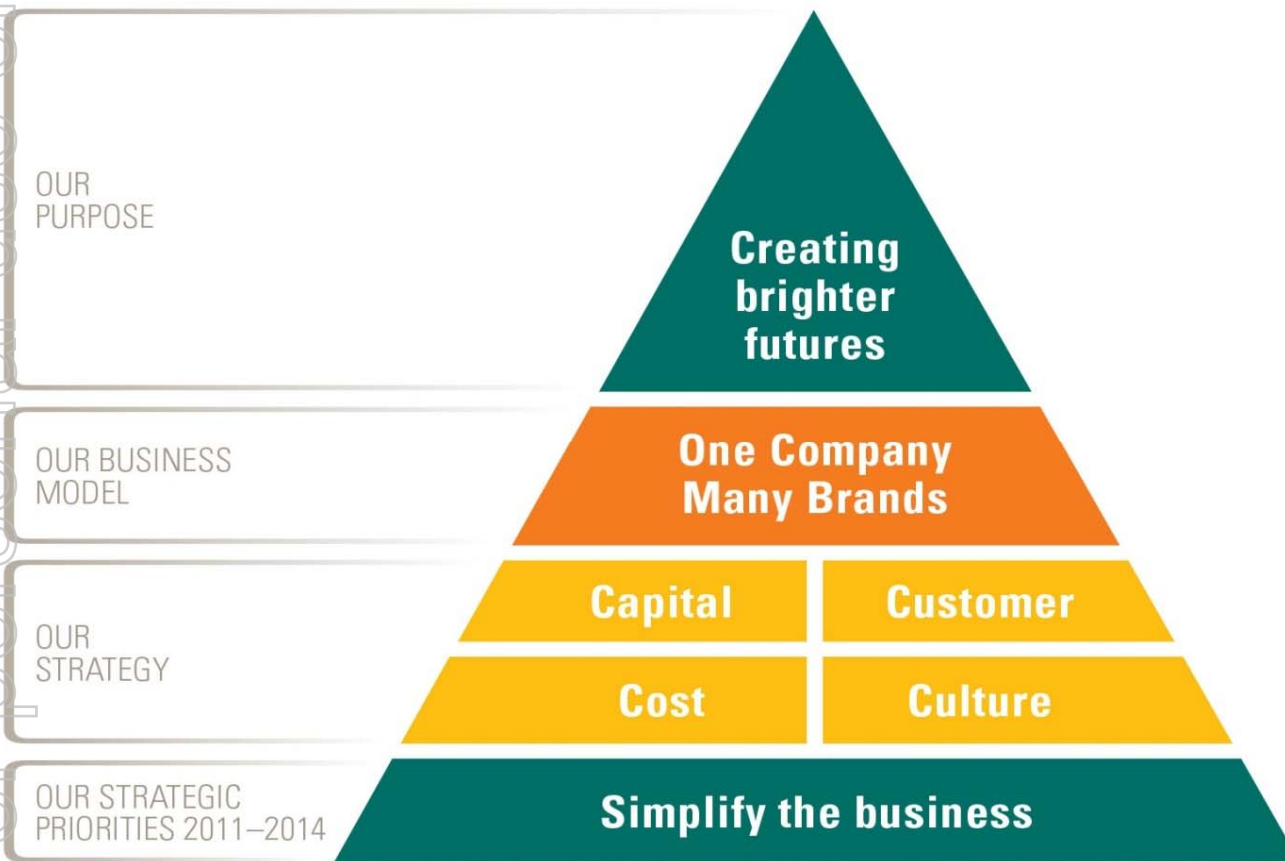 OUR
PURPOSE
Creating
brighter
futures
OUR BUSINESS
MODEL
One Company
Many Brands
OUR
STRATEGY
Capital
Customer
Cost
Culture
OUR STRATEGIC
PRIORITIES 2011–2014
Simplify the business